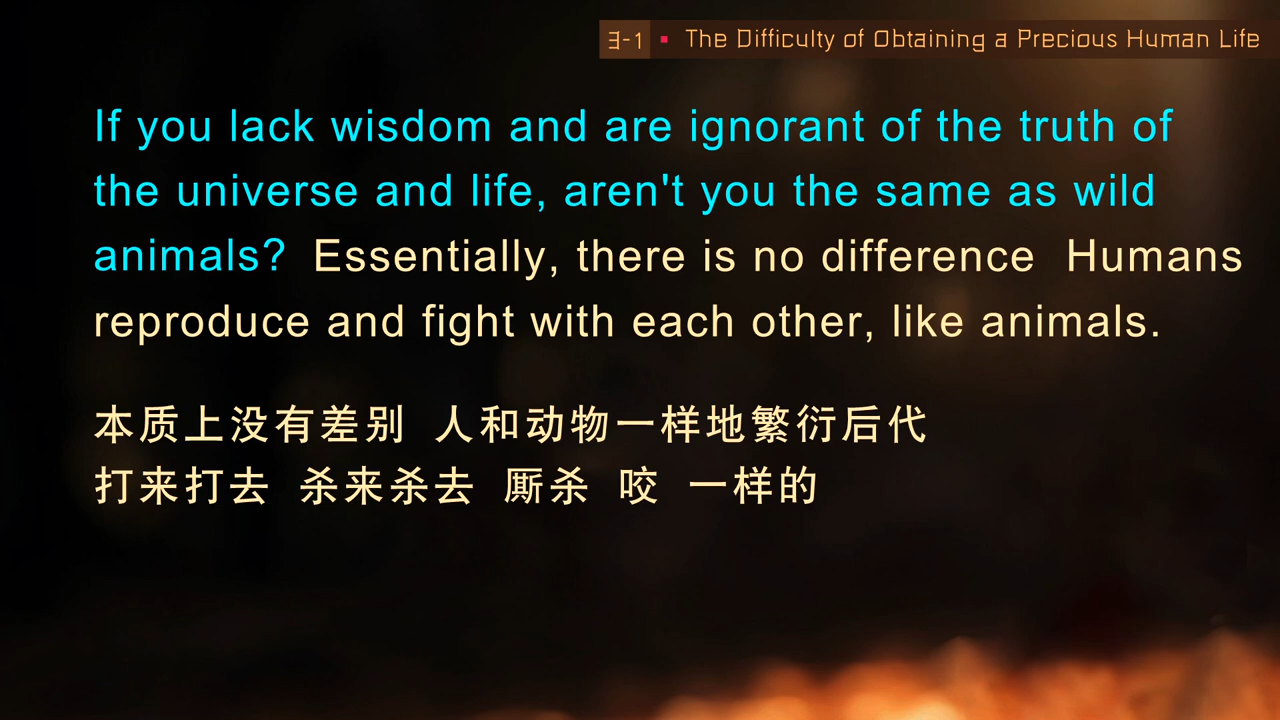 3-1 ▪ The Difficulty of Obtaining a Precious Human Life
If you lack wisdom and are ignorant of the truth of
the universe and life, aren't you the same as wild
animals? Essentially, there is no difference Humans
reproduce and fight with each other, like animals.
本质上没有差别 人和动物一样地繁衍后代
打来打去 杀来杀去 厮杀 咬 一样的